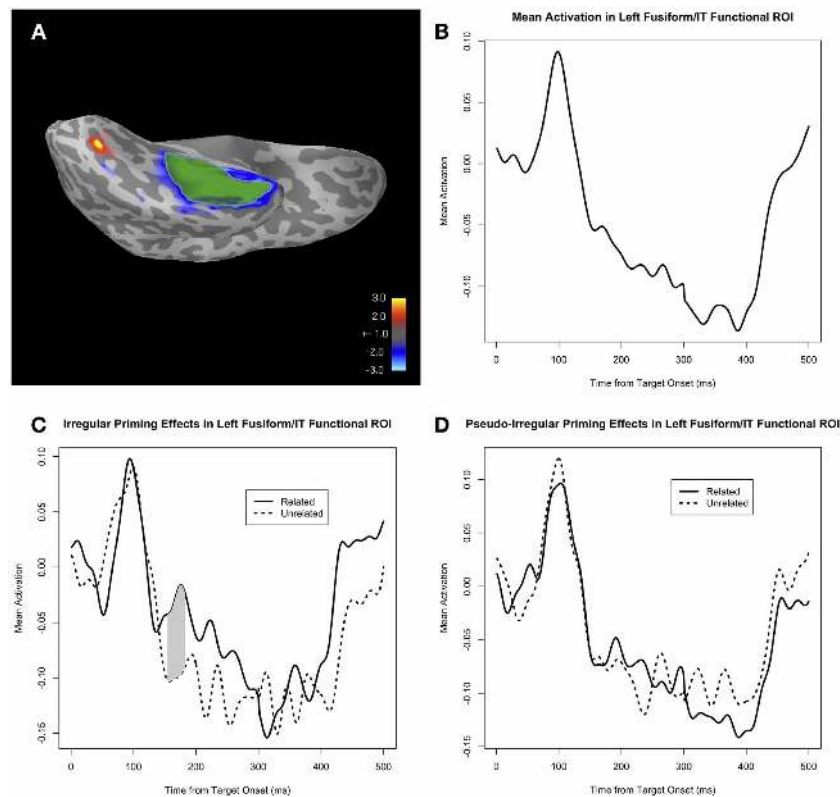 A
3.0
2.0
+- 1.0
-2.0
-3.0
B
Mean Activation in Left Fusiform/IT Functional ROI
Mean Activation
0.10
0.05
0.00
-0.05
-0.10
0 100 200 300 400 500
Time from Target Onset (ms)
C
Irregular Priming Effects in Left Fusiform/IT Functional ROI
Related
Unrelated
Mean Activation
0.10
0.05
0.00
-0.05
-0.10
-0.15
0 100 200 300 400 500
Time from Target Onset (ms)
D
Pseudo-Irregular Priming Effects in Left Fusiform/IT Functional ROI
Related
Unrelated
Mean Activation
0.10
0.05
0.00
-0.05
-0.10
-0.15
0 100 200 300 400 500
Time from Target Onset (ms)